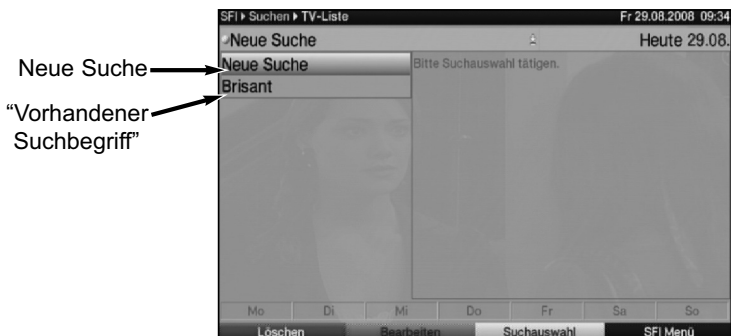 SFI ▸ Suchen ▸ TV-Liste Fr 29.08.2008 09:34
Neue Suche Heute 29.08.
Neue Suche
Neue Suche Bitte Suchauswahl tätigen.
Brisant
“Vorhandener
Suchbegriff”
Mo Di Mi Do Fr Sa So
Löschen Bearbeiten Suchauswahl SFI Menü